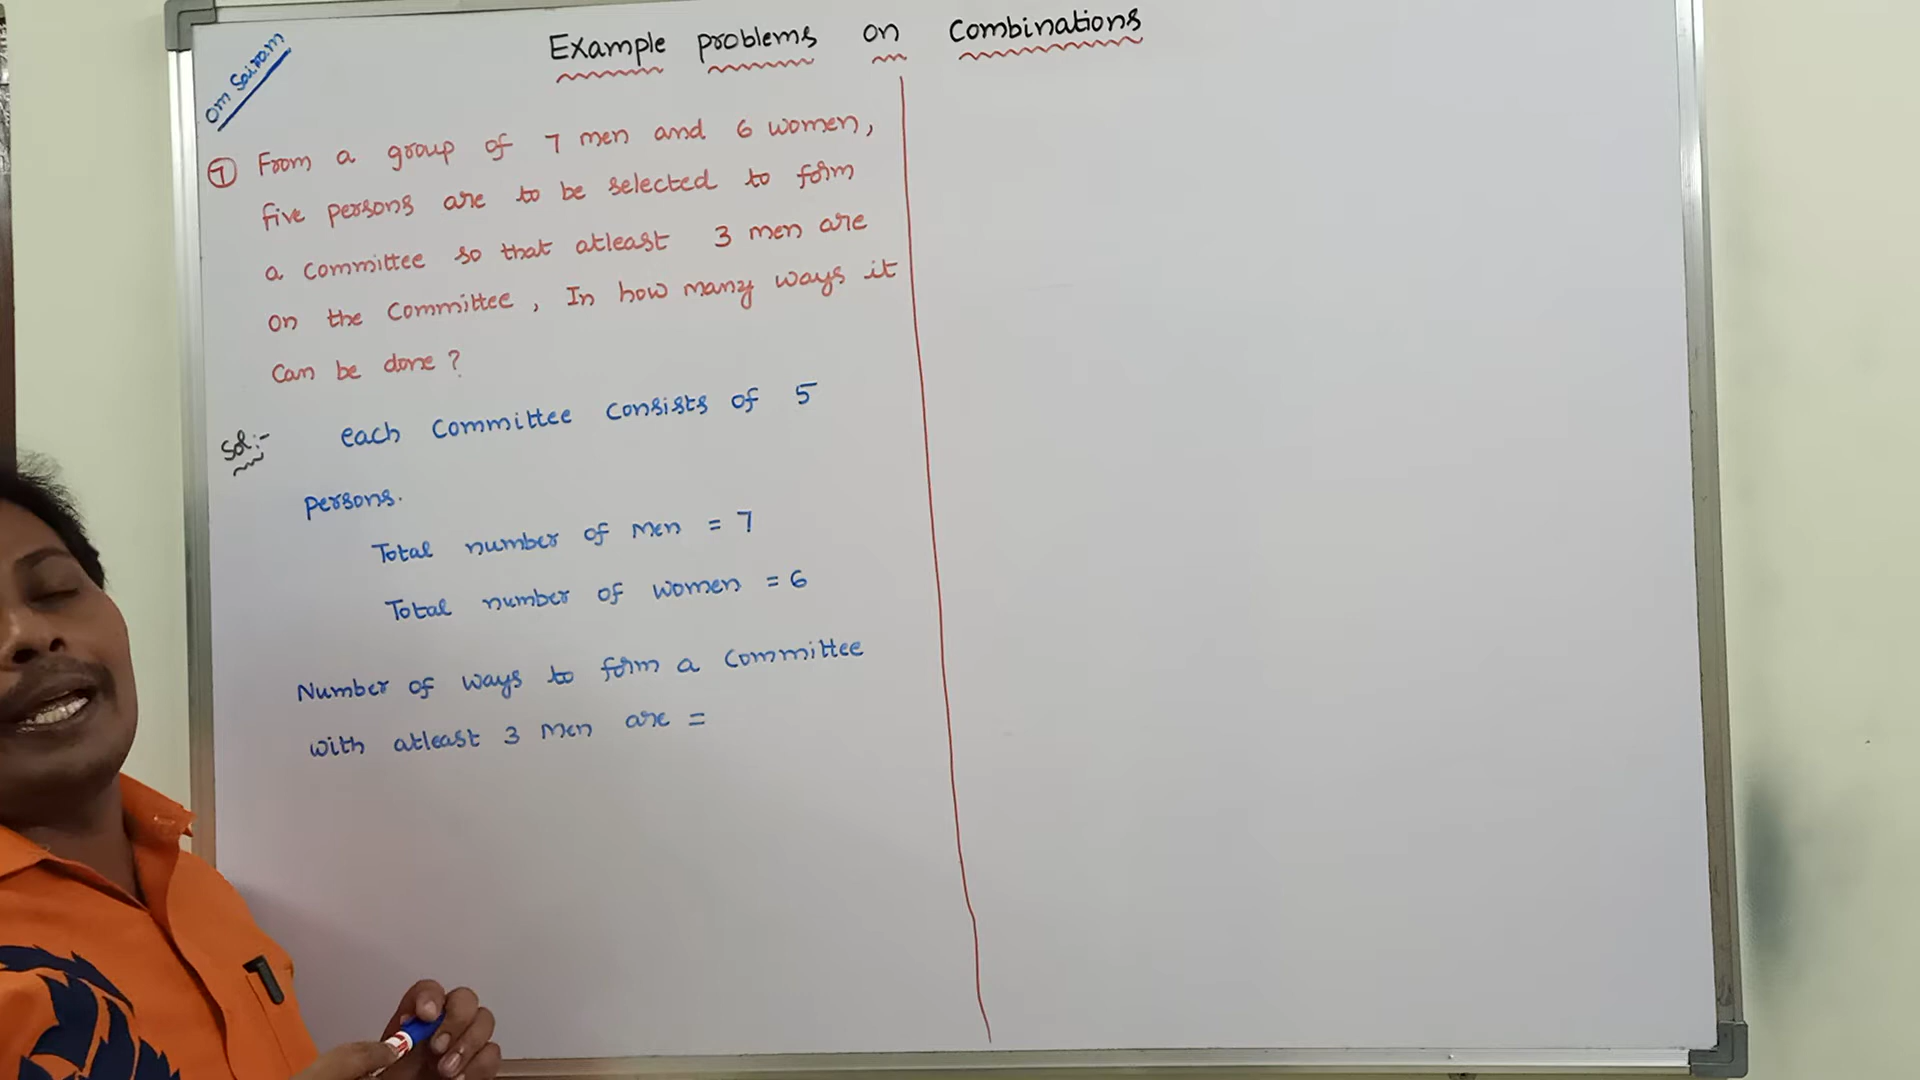 Om Sairam
Example problems on Combinations
7 From a group of 7 men and 6 women,
five persons are to be selected to form
a committee so that atleast 3 men are
on the committee, In how many ways it
can be done?
Sol:- each committee consists of 5
persons.
Total number of men = 7
Total number of women = 6
Number of ways to form a committee
with atleast 3 men are =